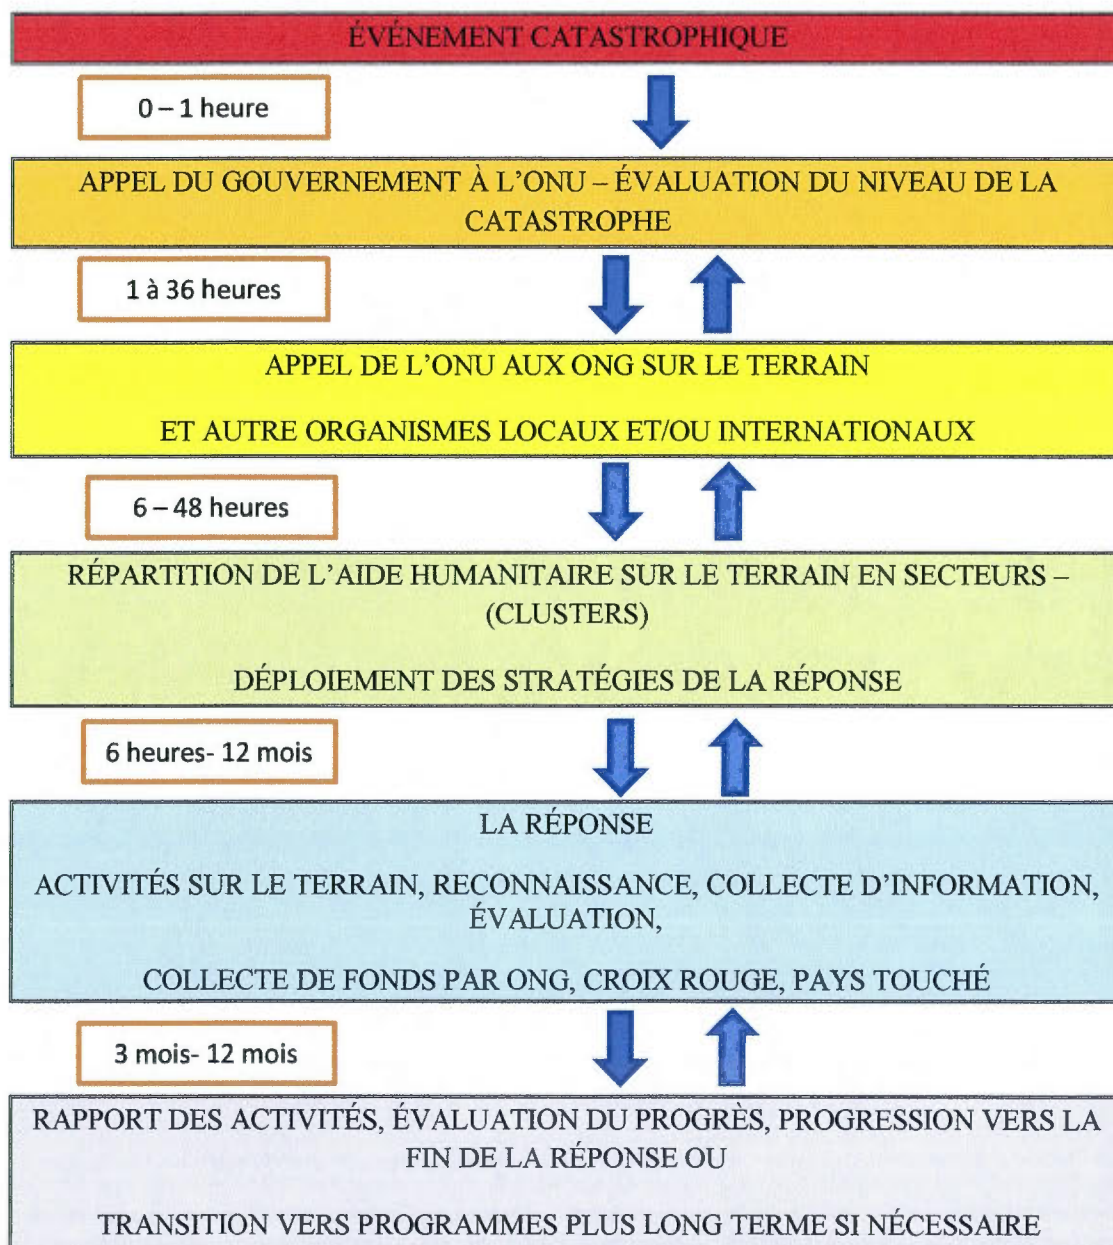 ÉVÉNEMENT CATASTROPHIQUE
0 – 1 heure
APPEL DU GOUVERNEMENT À L'ONU – ÉVALUATION DU NIVEAU DE LA
CATASTROPHE
1 à 36 heures
APPEL DE L'ONU AUX ONG SUR LE TERRAIN
ET AUTRE ORGANISMES LOCAUX ET/OU INTERNATIONAUX
6 – 48 heures
RÉPARTITION DE L'AIDE HUMANITAIRE SUR LE TERRAIN EN SECTEURS –
(CLUSTERS)
DÉPLOIEMENT DES STRATÉGIES DE LA RÉPONSE
6 heures- 12 mois
LA RÉPONSE
ACTIVITÉS SUR LE TERRAIN, RECONNAISSANCE, COLLECTE D'INFORMATION,
ÉVALUATION,
COLLECTE DE FONDS PAR ONG, CROIX ROUGE, PAYS TOUCHÉ
3 mois- 12 mois
RAPPORT DES ACTIVITÉS, ÉVALUATION DU PROGRÈS, PROGRESSION VERS LA
FIN DE LA RÉPONSE OU
TRANSITION VERS PROGRAMMES PLUS LONG TERME SI NÉCESSAIRE